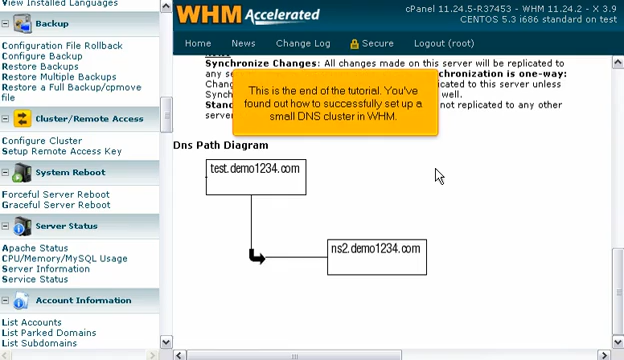 View Installed Languages
Backup
Configuration File Rollback
Configure Backup
Restore Backups
Restore Multiple Backups
Restore a Full Backup/cpmove
file
Cluster/Remote Access
Configure Cluster
Setup Remote Access Key
System Reboot
Forceful Server Reboot
Graceful Server Reboot
Server Status
Apache Status
CPU/Memory/MySQL Usage
Server Information
Service Status
Account Information
List Accounts
List Parked Domains
List Subdomains
WHM Accelerated
cPanel 11.24.5-R37453 - WHM 11.24.2 - X 3.9
CENTOS 5.3 i686 standard on test
Home News Change Log Secure Logout (root)
Synchronize Changes: All changes made on this server will be replicated to
any se chronization is one-way:
Chang icated to this server unless
Sync well.
Stand not replicated to any other
server
This is the end of the tutorial. You've
found out how to successfully set up a
small DNS cluster in WHM.
Dns Path Diagram
test.demo1234.com
ns2.demo1234.com